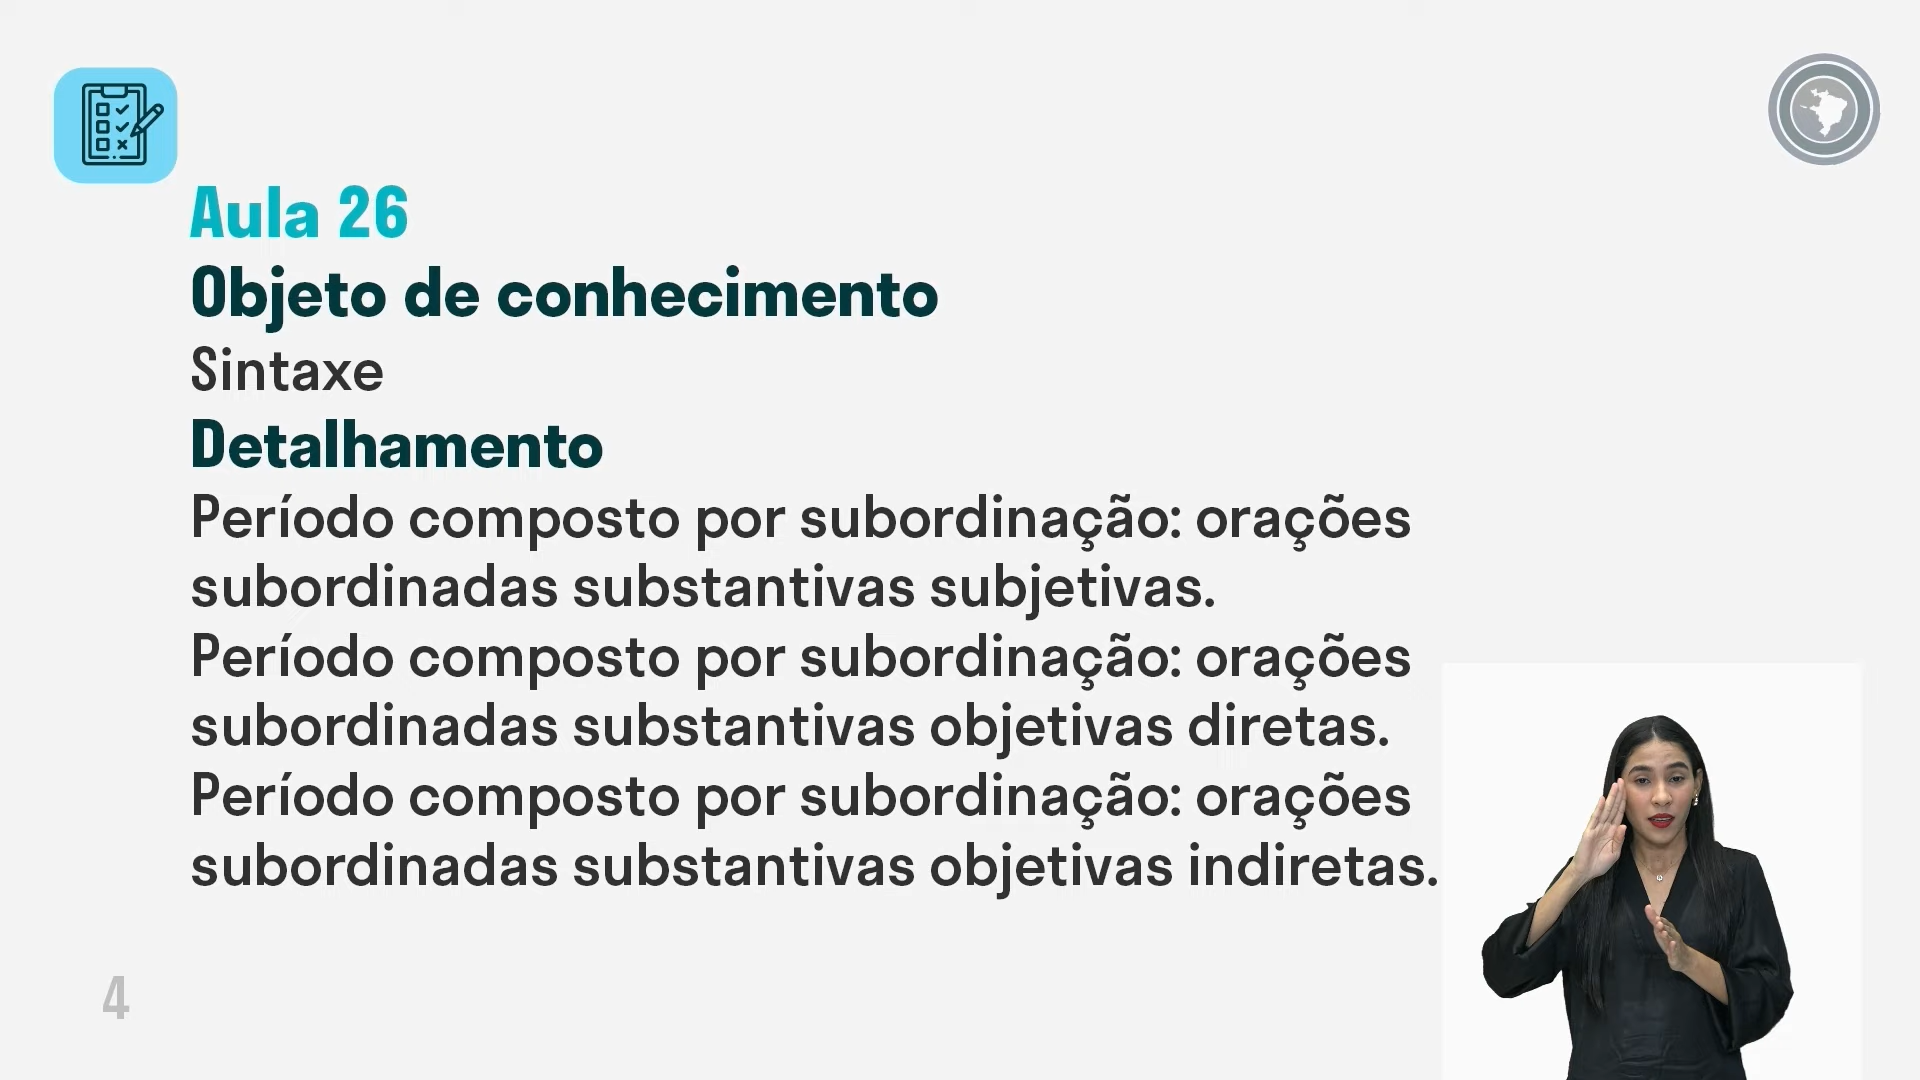 Aula 26
Objeto de conhecimento
Sintaxe
Detalhamento
Período composto por subordinação: orações
subordinadas substantivas subjetivas.
Período composto por subordinação: orações
subordinadas substantivas objetivas diretas.
Período composto por subordinação: orações
subordinadas substantivas objetivas indiretas.
4